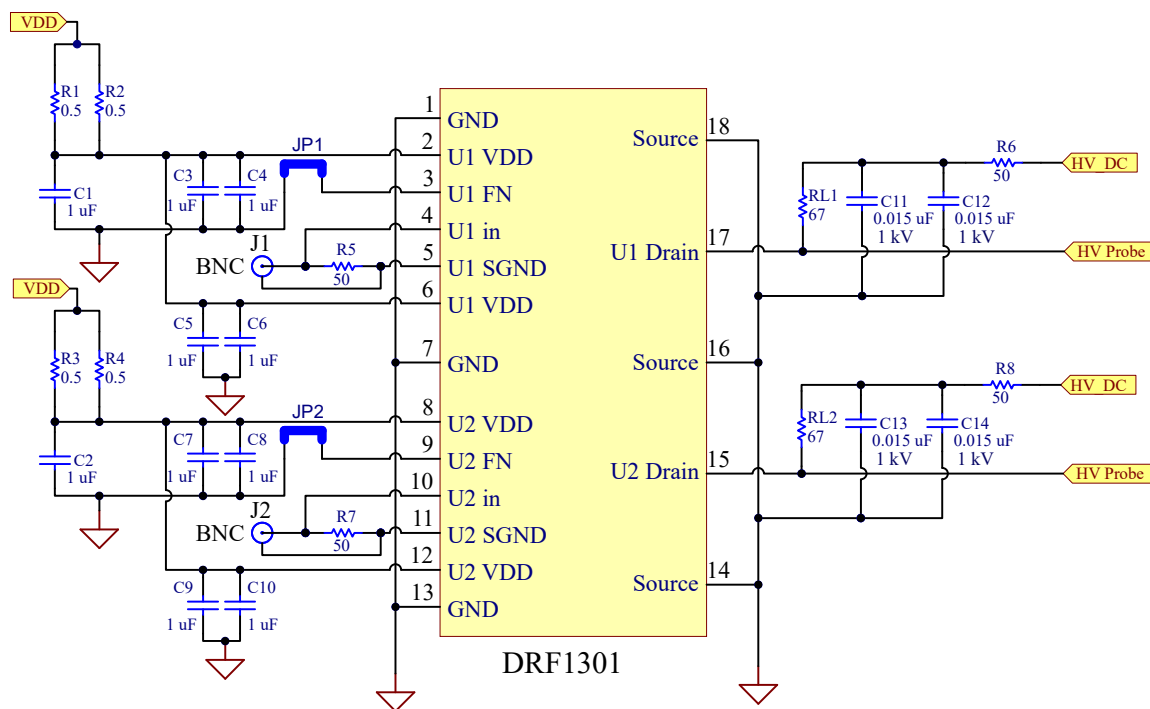 VDD
R1
0.5
R2
0.5
C1
1 uF
C3
1 uF
C4
1 uF
JP1
J1
BNC
R5
50
VDD
C5
1 uF
C6
1 uF
R3
0.5
R4
0.5
C2
1 uF
C7
1 uF
C8
1 uF
JP2
J2
BNC
R7
50
C9
1 uF
C10
1 uF
1
GND
2
U1 VDD
3
U1 FN
4
U1 in
5
U1 SGND
6
U1 VDD
7
GND
8
U2 VDD
9
U2 FN
10
U2 in
11
U2 SGND
12
U2 VDD
13
GND
Source
18
U1 Drain
17
Source
16
U2 Drain
15
Source
14
DRF1301
R6
50
HV_DC
RL1
67
C11
0.015 uF
1 kV
C12
0.015 uF
1 kV
HV Probe
R8
50
HV_DC
RL2
67
C13
0.015 uF
1 kV
C14
0.015 uF
1 kV
HV Probe